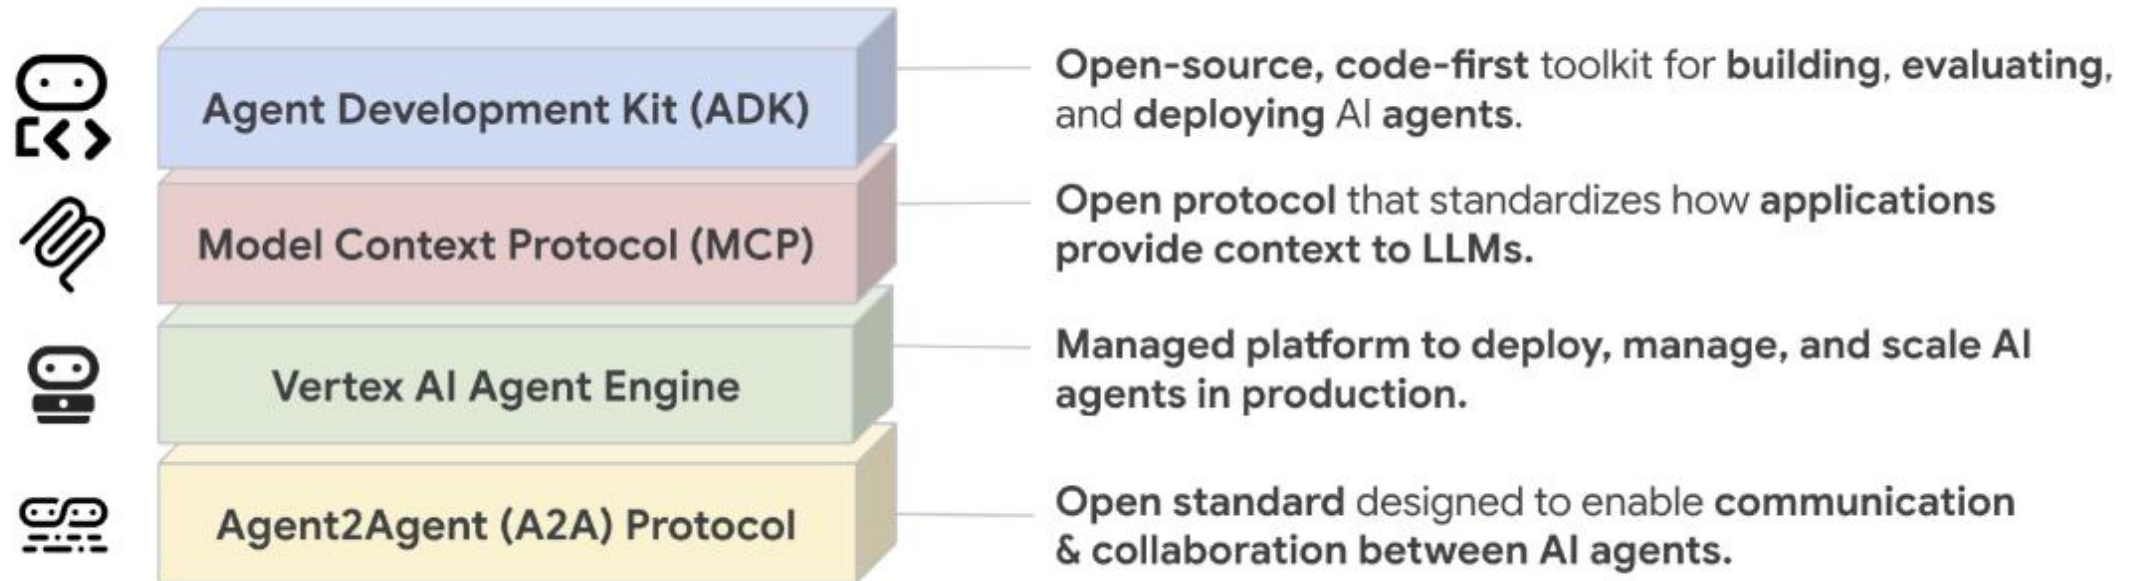 Agent Development Kit (ADK)
Open-source, code-first toolkit for building, evaluating,
and deploying AI agents.
Model Context Protocol (MCP)
Open protocol that standardizes how applications
provide context to LLMs.
Vertex AI Agent Engine
Managed platform to deploy, manage, and scale AI
agents in production.
Agent2Agent (A2A) Protocol
Open standard designed to enable communication
& collaboration between AI agents.